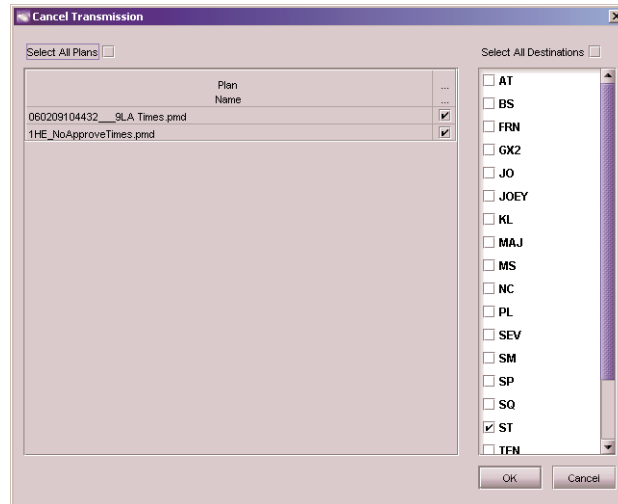 Cancel Transmission
Select All Plans
Select All Destinations
Plan
Name
...
...
060209104432___9LA Times.pmd
1HE_NoApproveTimes.pmd
AT
BS
FRN
GX2
JO
JOEY
KL
MAJ
MS
NC
PL
SEV
SM
SP
SQ
ST
TEN
OK
Cancel